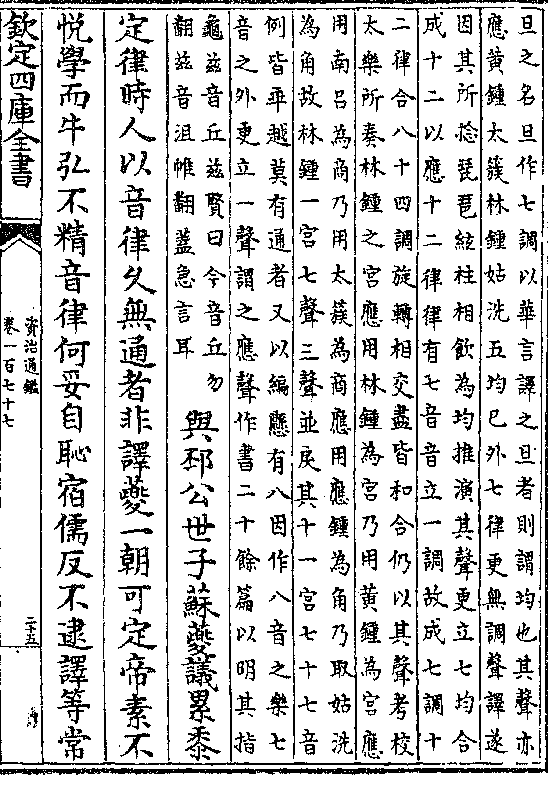 旦之名旦作七調以華言譯之旦者則謂均也其聲亦
應黄鍾太簇林鍾姑洗五均巳外七律更無調聲譯遂
因其所捻琵琶絃柱相飲為均推演其聲更立七均合
成十二以應十二律律有七音音立一調故成七調十
二律合八十四調旋轉相交盡皆和合仍以其聲考校
太樂所奏林鍾之宫應用林鍾為宫乃用黄鍾為宫應
用南吕為商乃用太簇為商應用應鍾為角乃取姑洗
為角故林鍾一宫七聲三聲並戾其十一宫七十七音
例皆乖越莫有通者又以編懸有八因作八音之樂七
音之外更立一聲謂之應聲作書二十餘篇以明其指
龜兹音丘兹賢曰今音丘勿
翻兹音沮惟翻蓋急言耳
與邳公世子蘇夔議累黍
定律時人以音律久無通者非譯夔一朝可定帝素不
悦學而牛弘不精音律何妥自恥宿儒反不逮譯等常
欽定四庫全書
資治通鑑
卷一百七十七
二十五